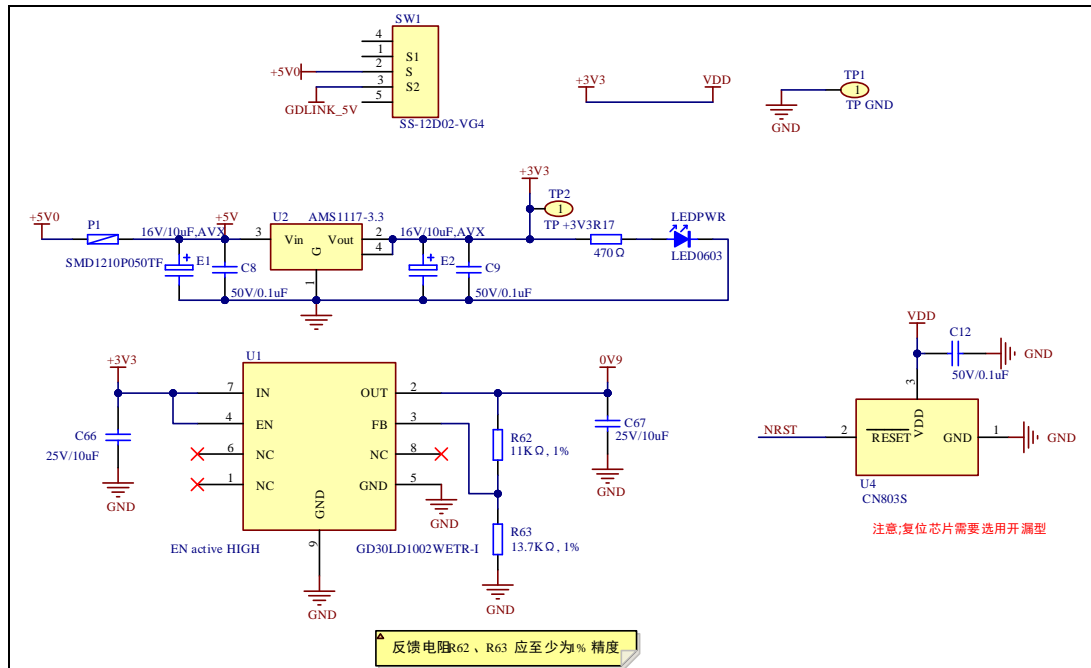 SW1
4
1
S1
+5V0
2
S
3
S2
GDLINK_5V
5
SS-12D02-VG4
+3V3
VDD
TP1
1
TP GND
GND
+5V0
P1
SMD1210P050TF
+5V
16V/10uF,AVX
E1
C8
50V/0.1uF
U2
AMS1117-3.3
3
Vin
Vout
2
4
G
1
16V/10uF,AVX
E2
C9
50V/0.1uF
+3V3
TP2
1
TP +3V3
R17
470Ω
LEDPWR
LED0603
GND
+3V3
C66
25V/10uF
GND
U1
7
IN
OUT
2
4
EN
FB
3
6
NC
NC
8
1
NC
GND
5
GND
GND
9
GND
EN active HIGH
GD30LD1002WETR-I
0V9
C67
25V/10uF
GND
R62
11KΩ, 1%
R63
13.7KΩ, 1%
GND
VDD
C12
50V/0.1uF
GND
3
NRST
2
RESET
VDD
GND
1
GND
U4
CN803S
注意;复位芯片需要选用开漏型
反馈电阻R62 、R63 应至少为1% 精度